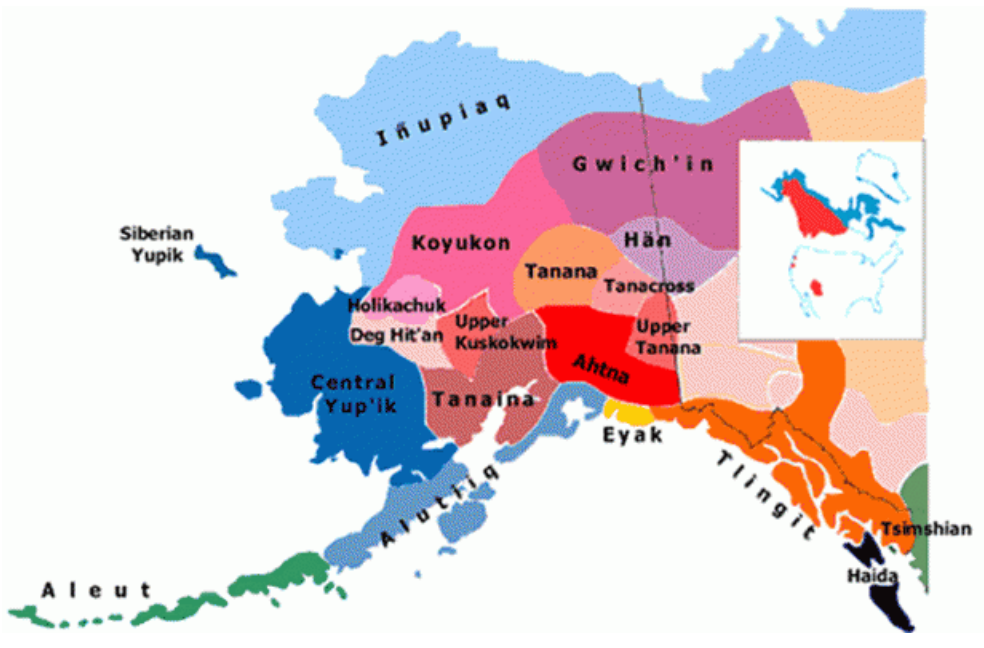 Iñupiaq
Gwich'in
Siberian
Yupik
Koyukon
Hän
Tanana
Tanacross
Holikachuk
Deg Hit'an
Upper
Kuskokwim
Upper
Tanana
Ahtna
Central
Yup'ik
Tanaina
Eyak
Alutiiq
Tlingit
Tsimshian
Haida
Aleut